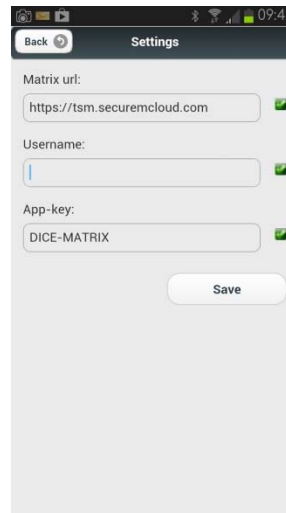 09:4
Back Settings
Matrix url:
https://tsm.securemcloud.com
Username:
App-key:
DICE-MATRIX
Save